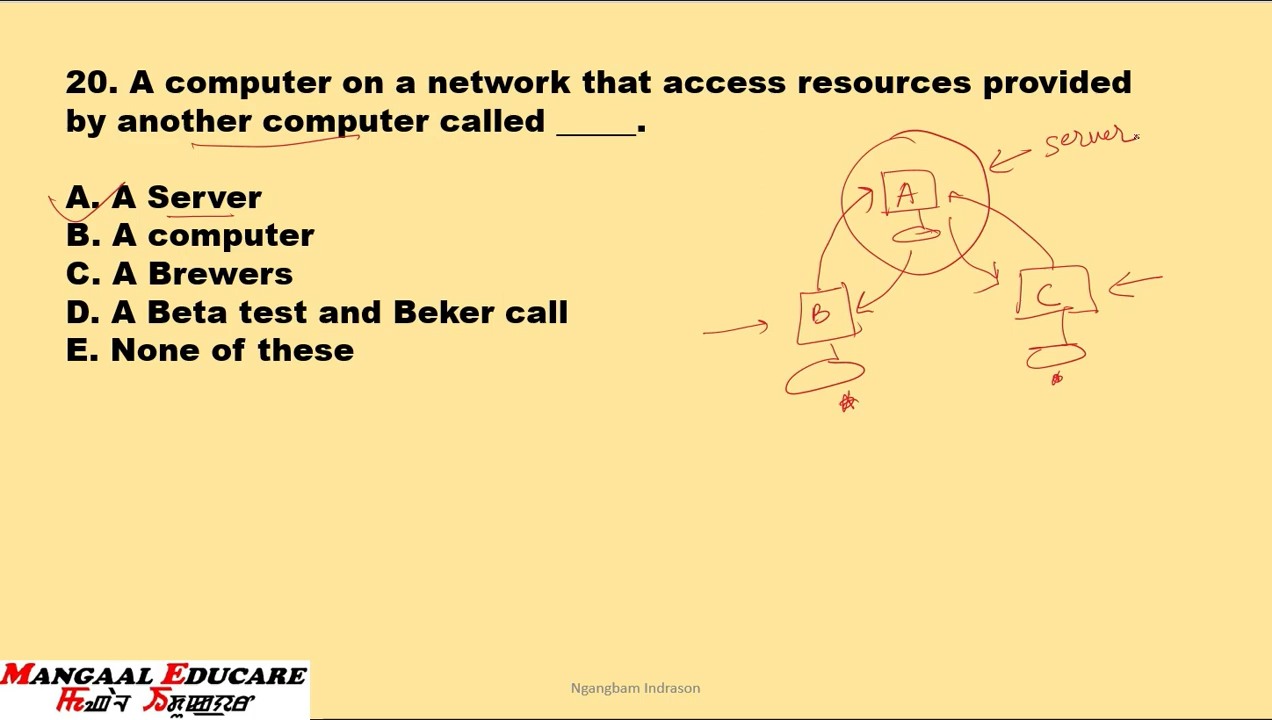 20. A computer on a network that access resources provided
by another computer called _____.
A. A Server
B. A computer
C. A Brewers
D. A Beta test and Beker call
E. None of these
server
A
B
C
MANGAAL EDUCARE
Ngangbam Indrason